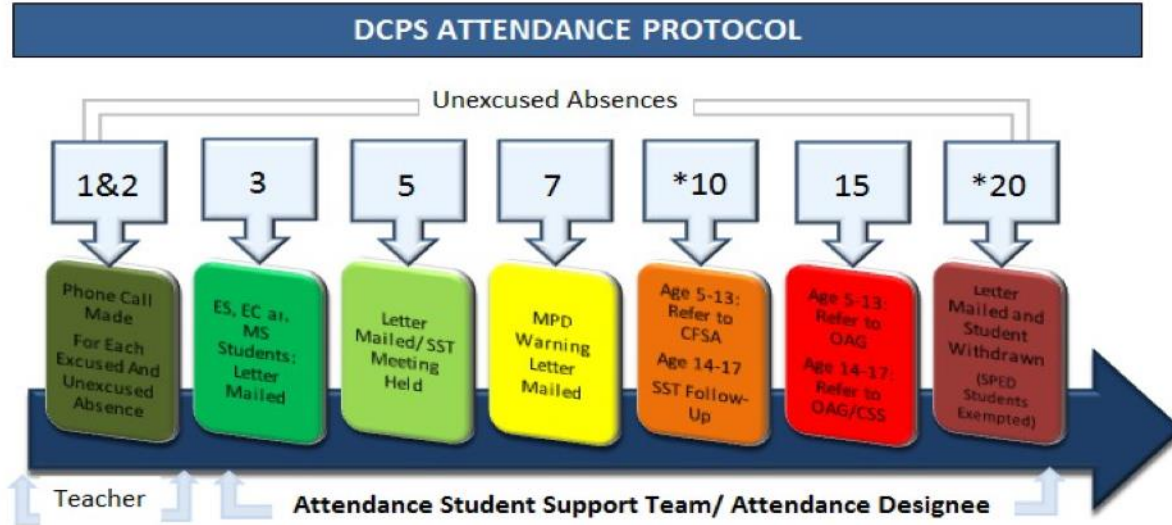 DCPS ATTENDANCE PROTOCOL
Unexcused Absences
1&2
3
5
7
*10
15
*20
Phone Call
Made
For Each
Excused And
Unexcused
Absence
ES, EC ar,
MS
Students:
Letter
Mailed
Letter
Mailed/ SST
Meeting
Held
MPD
Warning
Letter
Mailed
Age 5-13:
Refer to
CFSA
Age 14-17
SST Follow-
Up
Age 5-13:
Refer to
OAG
Age 14-17:
Refer to
OAG/CSS
Letter
Mailed and
Student
Withdrawn
(SPED
Students
Exempted)
Teacher
Attendance Student Support Team/ Attendance Designee